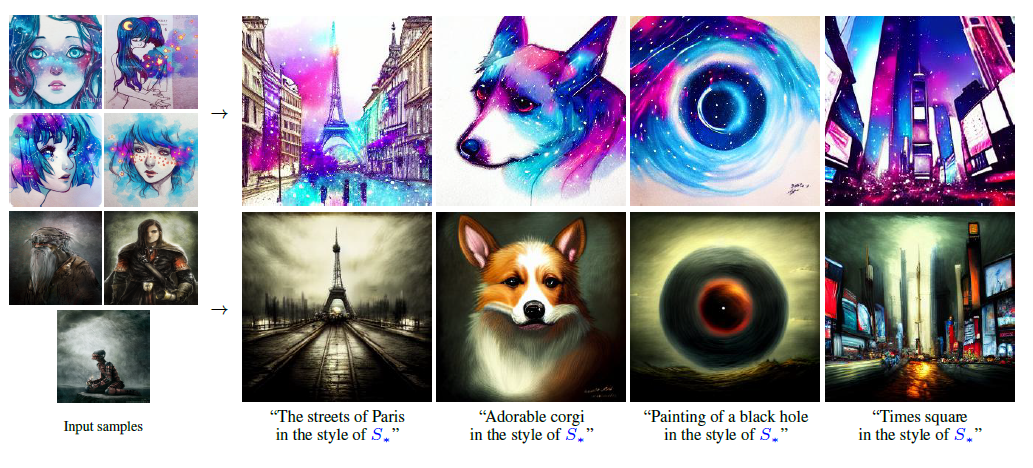 Input samples
“The streets of Paris
in the style of S*”
“Adorable corgi
in the style of S*”
“Painting of a black hole
in the style of S*”
“Times square
in the style of S*”